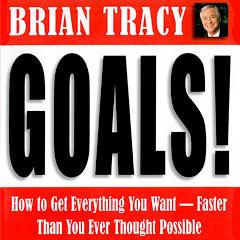 BRIAN TRACY
GOALS!
How to Get Everything You Want — Faster
Than You Ever Thought Possible